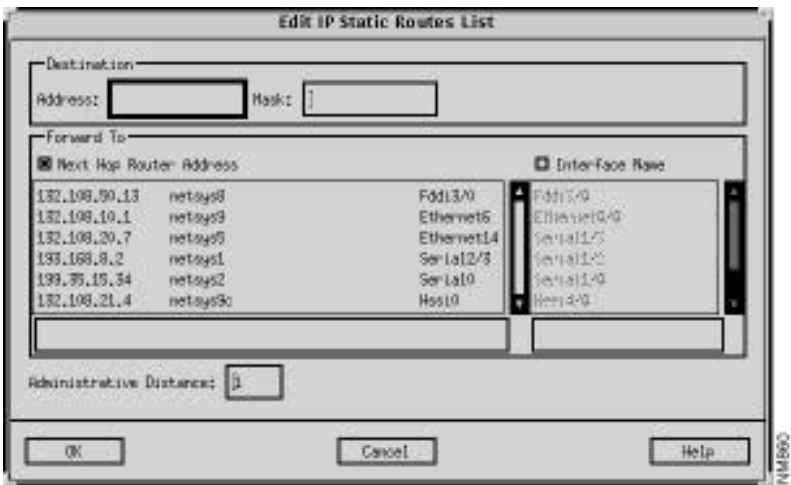 Edit IP Static Routes List
Destination
Address:
Mask:
Forward To
Next Hop Router Address
Interface Name
132.108.90.13 netsys8 Fddi3/0
132.108.10.1 netsys9 Ethernet6
132.108.20.7 netsys5 Ethernet14
193.168.8.2 netsys1 Serial2/3
199.35.15.34 netsys2 Serial0
132.108.21.4 netsys9c Hssi0
Administrative Distance: 1
OK
Cancel
Help
NM860